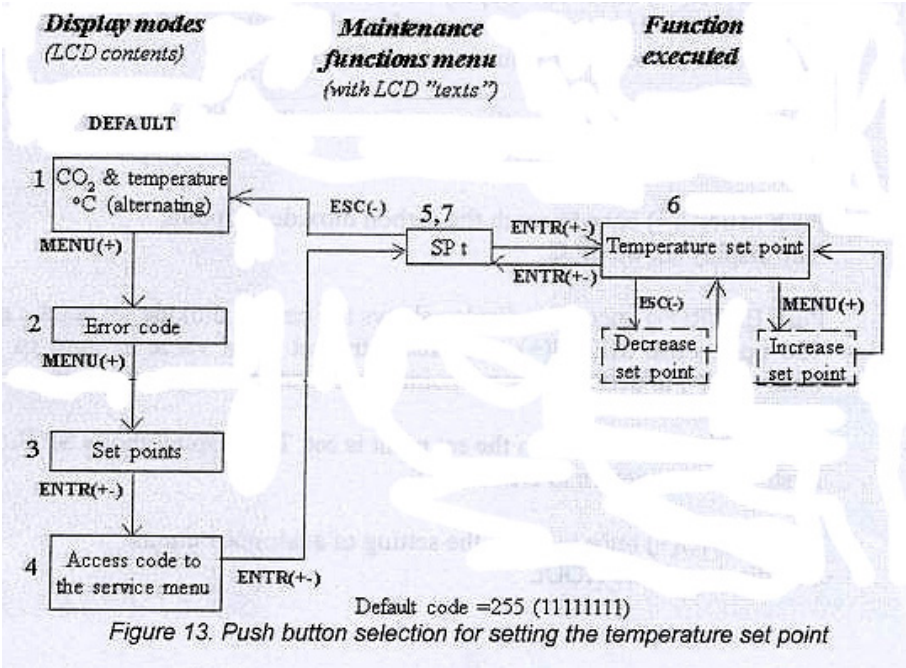 Display modes
(LCD contents)
Maintenance
functions menu
(with LCD "texts")
Function
executed
DEFAULT
1
CO₂ & temperature
°C (alternating)
MENU(+)
2
Error code
MENU(+)
3
Set points
ENTR(+-)
4
Access code to
the service menu
ENTR(+-)
ESC(-)
5,7
SP t
ENTR(+-)
ENTR(+-)
6
Temperature set point
ESC(-)
Decrease
set point
MENU(+)
Increase
set point
Default code =255 (11111111)
Figure 13. Push button selection for setting the temperature set point